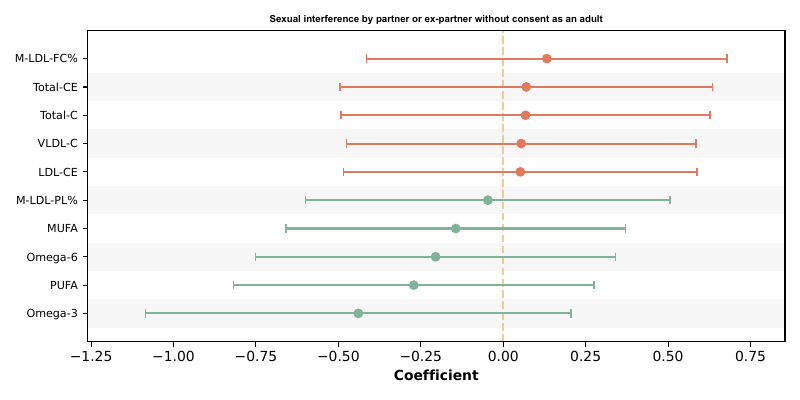 Sexual interference by partner or ex-partner without consent as an adult
M-LDL-FC%
Total-CE
Total-C
VLDL-C
LDL-CE
M-LDL-PL%
MUFA
Omega-6
PUFA
Omega-3
−1.25 −1.00 −0.75 −0.50 −0.25 0.00 0.25 0.50 0.75
Coefficient